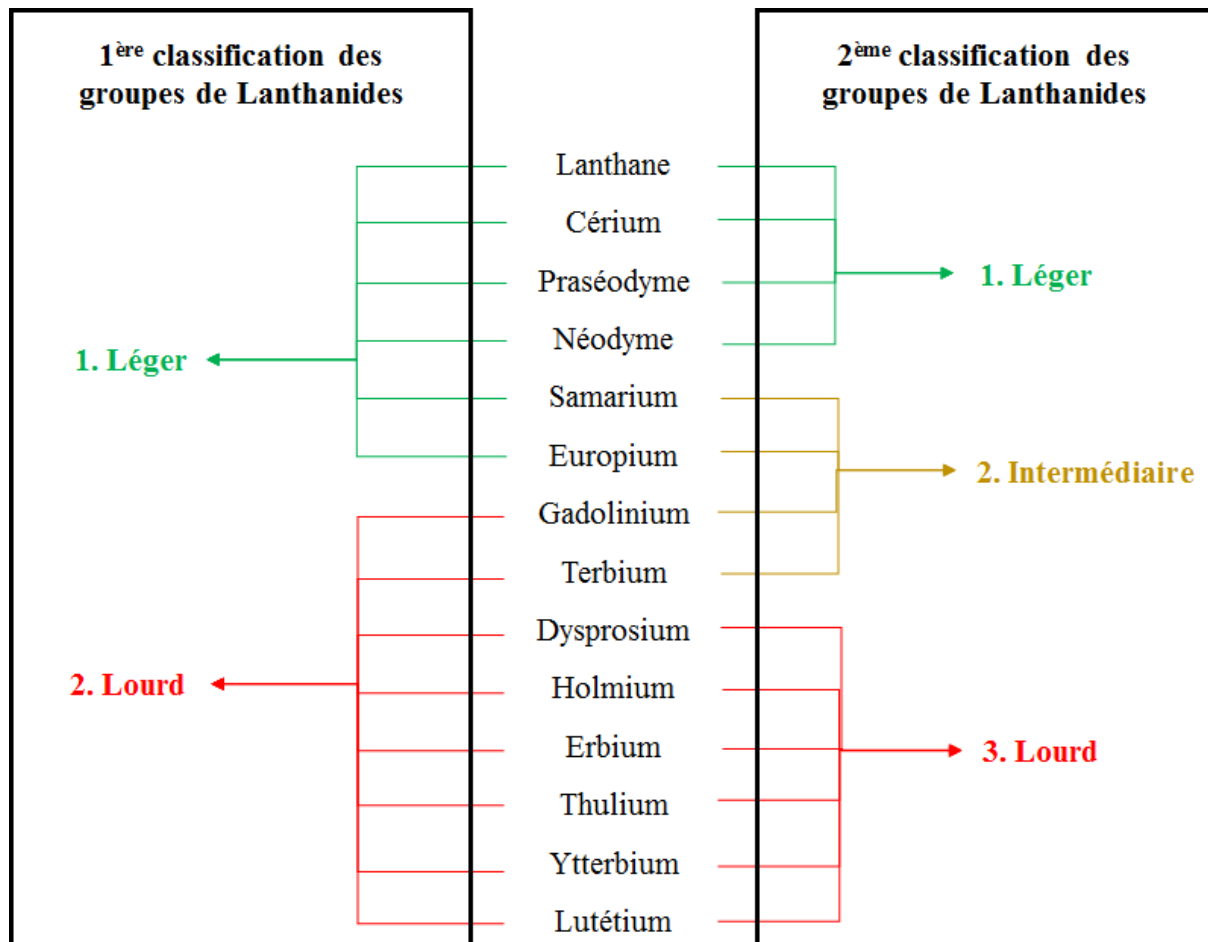 1ère classification des
groupes de Lanthanides
2ème classification des
groupes de Lanthanides
Lanthane
Cérium
Praséodyme
Néodyme
Samarium
Europium
Gadolinium
Terbium
Dysprosium
Holmium
Erbium
Thulium
Ytterbium
Lutétium
1. Léger
2. Lourd
1. Léger
2. Intermédiaire
3. Lourd